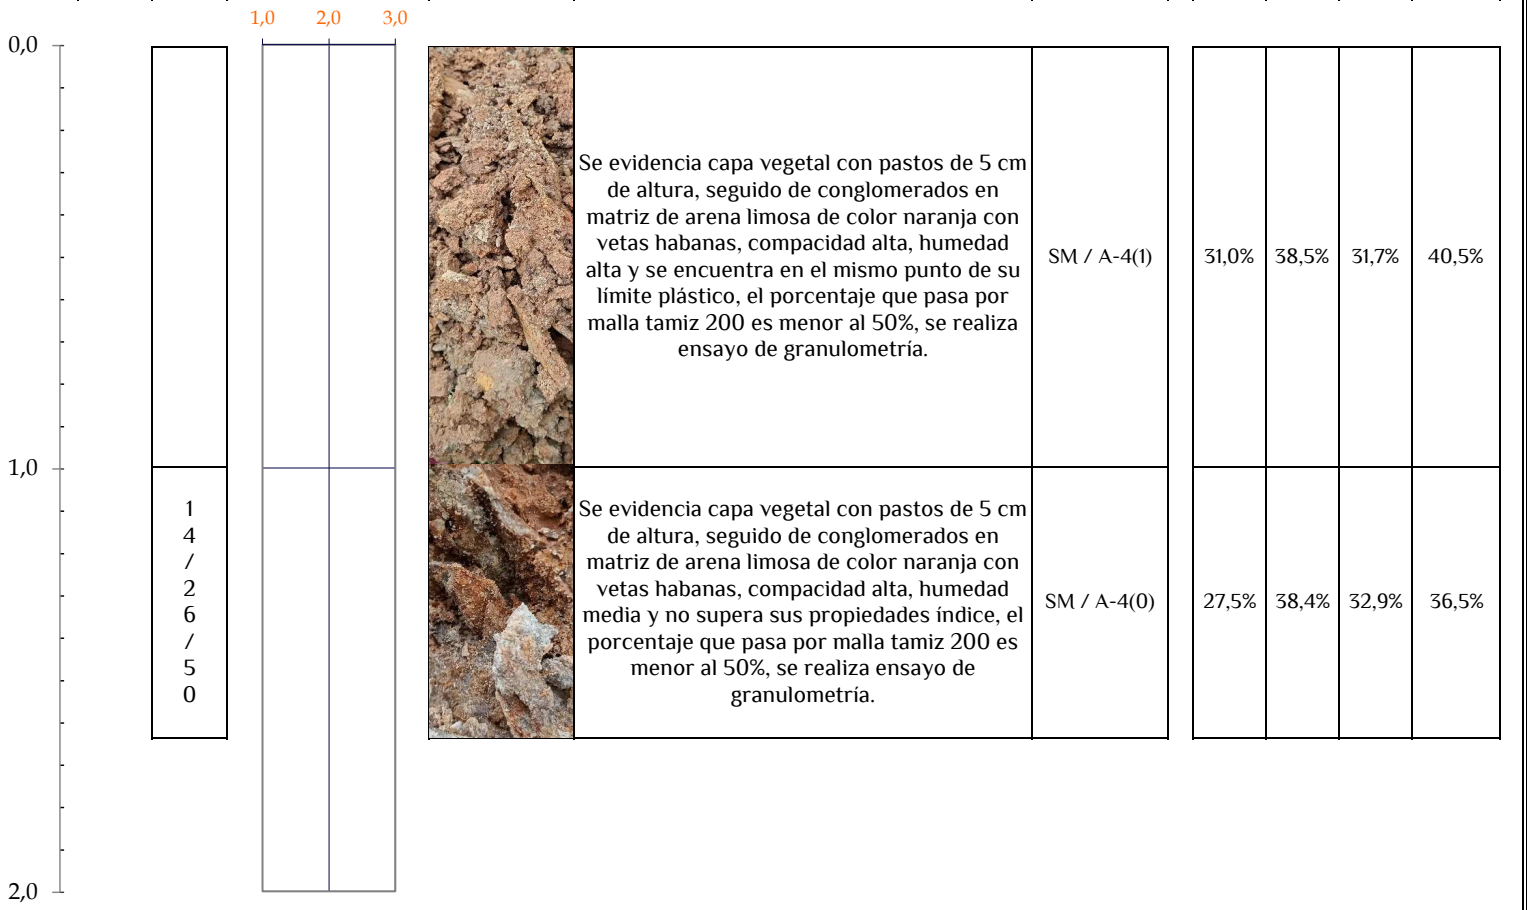 1,0 2,0 3,0
0,0
Se evidencia capa vegetal con pastos de 5 cm
de altura, seguido de conglomerados en
matriz de arena limosa de color naranja con
vetas habanas, compacidad alta, humedad
alta y se encuentra en el mismo punto de su
límite plástico, el porcentaje que pasa por
malla tamiz 200 es menor al 50%, se realiza
ensayo de granulometría.
SM / A-4(1)
31,0% 38,5% 31,7% 40,5%
1,0
1
4
/
2
6
/
5
0
Se evidencia capa vegetal con pastos de 5 cm
de altura, seguido de conglomerados en
matriz de arena limosa de color naranja con
vetas habanas, compacidad alta, humedad
media y no supera sus propiedades índice, el
porcentaje que pasa por malla tamiz 200 es
menor al 50%, se realiza ensayo de
granulometría.
SM / A-4(0)
27,5% 38,4% 32,9% 36,5%
2,0